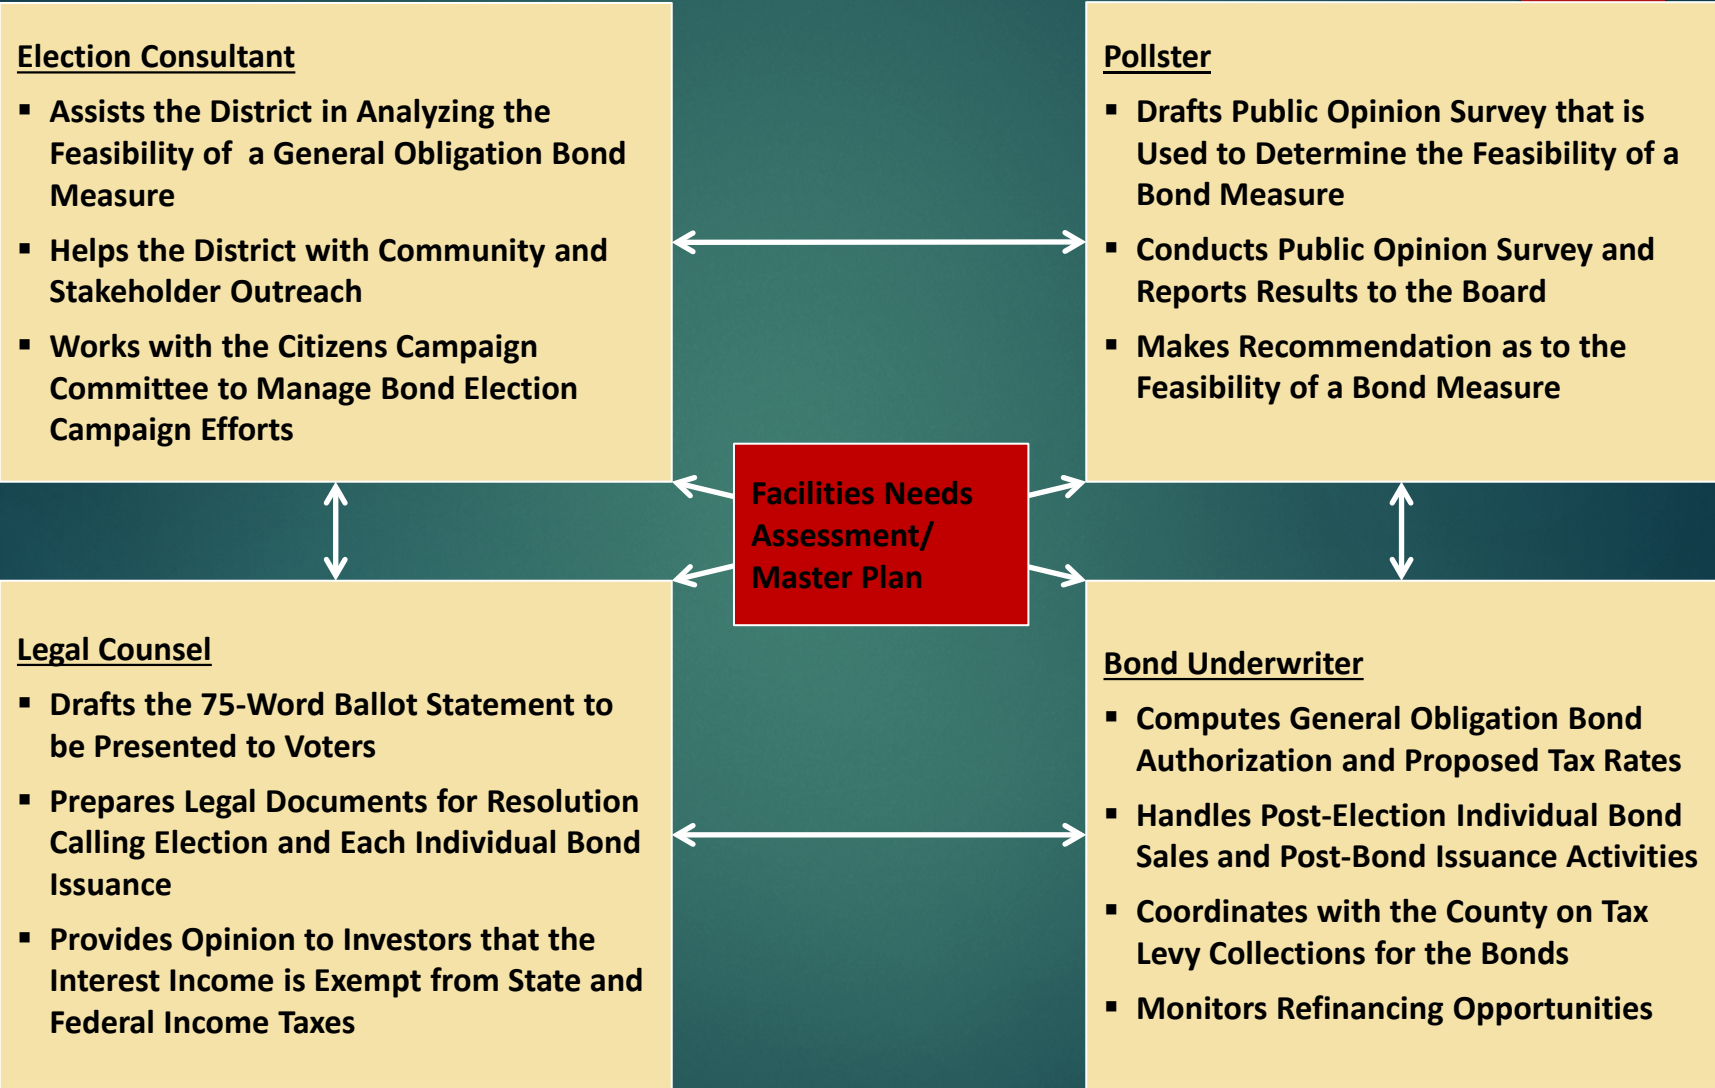 Election Consultant
▪ Assists the District in Analyzing the
Feasibility of a General Obligation Bond
Measure
▪ Helps the District with Community and
Stakeholder Outreach
▪ Works with the Citizens Campaign
Committee to Manage Bond Election
Campaign Efforts
Pollster
▪ Drafts Public Opinion Survey that is
Used to Determine the Feasibility of a
Bond Measure
▪ Conducts Public Opinion Survey and
Reports Results to the Board
▪ Makes Recommendation as to the
Feasibility of a Bond Measure
Facilities Needs
Assessment/
Master Plan
Legal Counsel
▪ Drafts the 75-Word Ballot Statement to
be Presented to Voters
▪ Prepares Legal Documents for Resolution
Calling Election and Each Individual Bond
Issuance
▪ Provides Opinion to Investors that the
Interest Income is Exempt from State and
Federal Income Taxes
Bond Underwriter
▪ Computes General Obligation Bond
Authorization and Proposed Tax Rates
▪ Handles Post-Election Individual Bond
Sales and Post-Bond Issuance Activities
▪ Coordinates with the County on Tax
Levy Collections for the Bonds
▪ Monitors Refinancing Opportunities